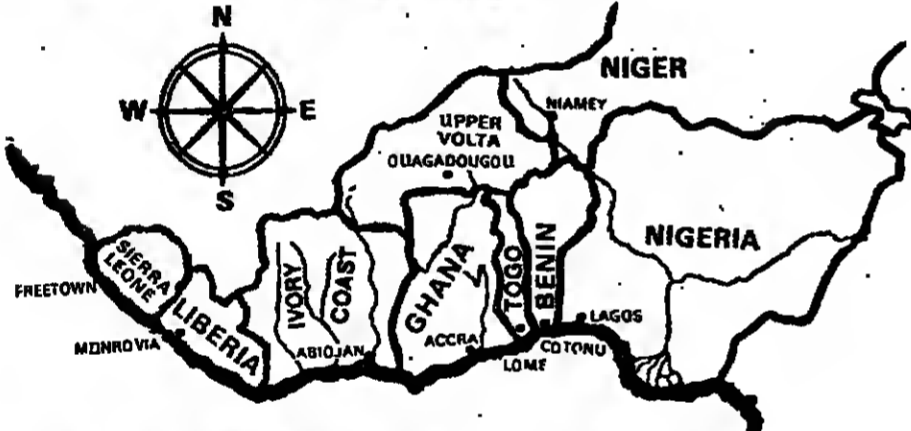 N
W E
S
NIGER
NIAMEY
UPPER
VOLTA
OUAGADOUGOU
NIGERIA
SIERRA
LEONE
FREETOWN
LIBERIA
MONROVIA
IVORY
COAST
ABIDJAN
GHANA
ACCRA
TOGO
LOME
BENIN
COTONU
LAGOS